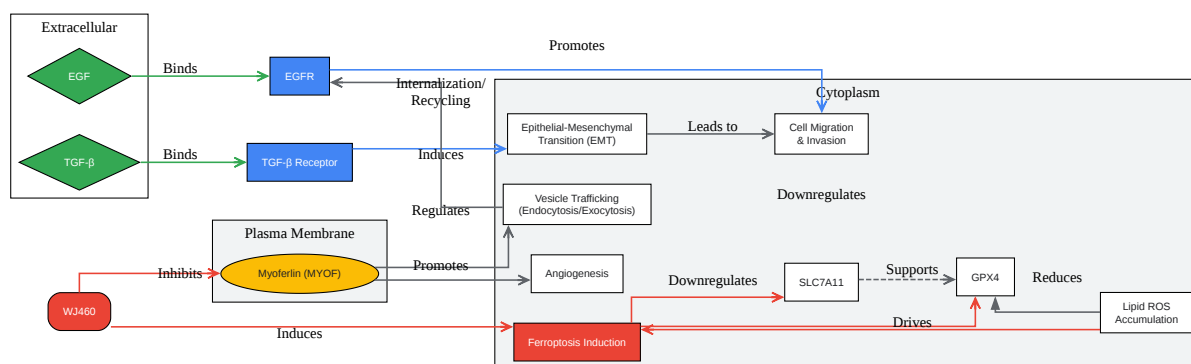 Extracellular
EGF
Binds
EGFR
Promotes
Internalization/
Recycling
Cytoplasm
TGF-β
Binds
TGF-β Receptor
Induces
Epithelial-Mesenchymal
Transition (EMT)
Leads to
Cell Migration
& Invasion
Downregulates
Vesicle Trafficking
(Endocytosis/Exocytosis)
Regulates
Plasma Membrane
Myoferlin (MYOF)
Inhibits
Promotes
Angiogenesis
Downregulates
SLC7A11
Supports
GPX4
Reduces
WJ460
Induces
Ferroptosis Induction
Drives
Lipid ROS
Accumulation